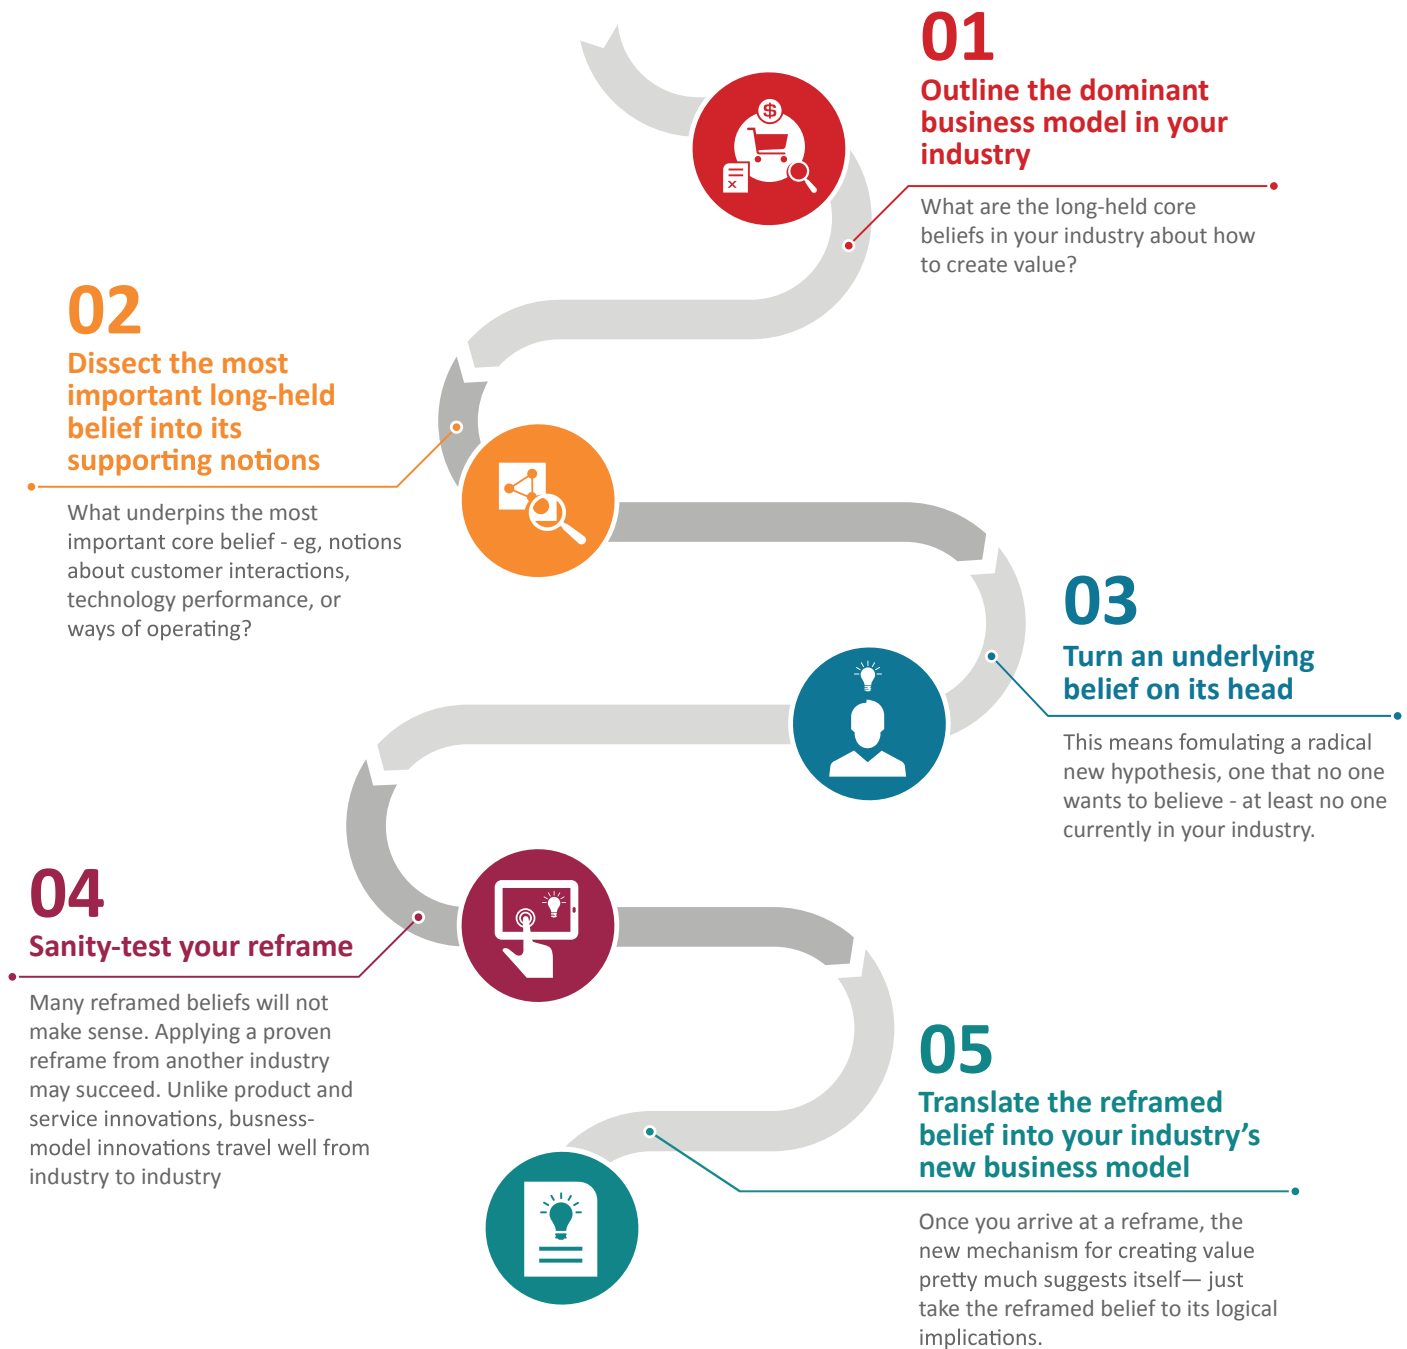 01
Outline the dominant
business model in your
industry
What are the long-held core
beliefs in your industry about how
to create value?
02
Dissect the most
important long-held
belief into its
supporting notions
What underpins the most
important core belief - eg, notions
about customer interactions,
technology performance, or
ways of operating?
03
Turn an underlying
belief on its head
This means fomulating a radical
new hypothesis, one that no one
wants to believe - at least no one
currently in your industry.
04
Sanity-test your reframe
Many reframed beliefs will not
make sense. Applying a proven
reframe from another industry
may succeed. Unlike product and
service innovations, busness-
model innovations travel well from
industry to industry
05
Translate the reframed
belief into your industry’s
new business model
Once you arrive at a reframe, the
new mechanism for creating value
pretty much suggests itself— just
take the reframed belief to its logical
implications.